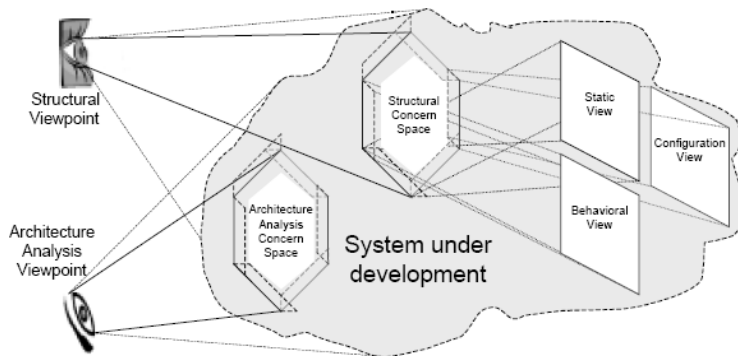 Structural
Viewpoint
Structural
Concern
Space
Static
View
Configuration
View
Architecture
Analysis
Viewpoint
Architecture
Analysis
Concern
Space
System under
development
Behavioral
View